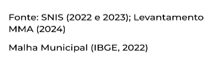 Fonte: SNIS (2022 e 2023); Levantamento
MMA (2024)
Malha Municipal (IBGE, 2022)